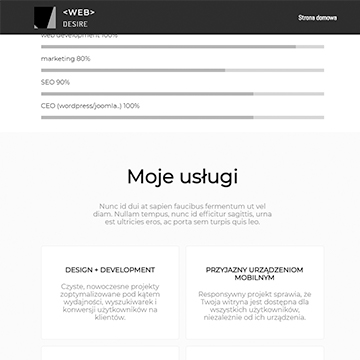 <WEB>
DESIRE
Strona domowa
web development 100%
marketing 80%
SEO 90%
CEO (wordpress/joomla..) 100%
Moje usługi
Nunc id dui at sapien faucibus fermentum ut vel
diam. Nullam tempus, nunc id efficitur sagittis, urna
est ultricies eros, ac porta sem turpis quis leo.
DESIGN + DEVELOPMENT
Czyste, nowoczesne projekty
zoptymalizowane pod kątem
wydajności, wyszukiwarek i
konwersji użytkowników na
klientów.
PRZYJAZNY URZĄDZENIOM
MOBILNYM
Responsywny projekt sprawia, że
Twoja witryna jest dostępna dla
wszystkich użytkowników,
niezależnie od ich urządzenia.